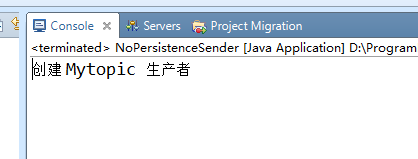 Console Servers Project Migration
<terminated> NoPersistenceSender [Java Application] D:\Program
创建 Mytopic 生产者